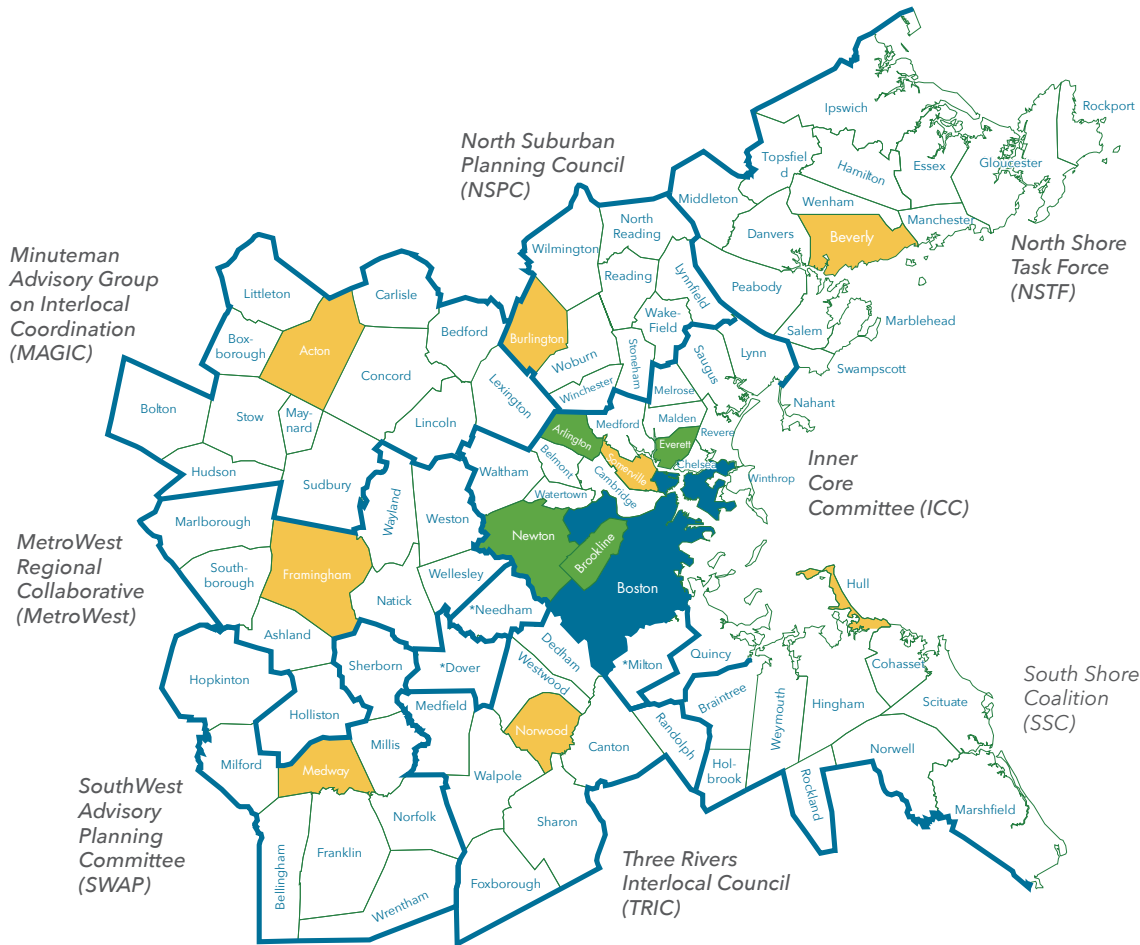 Ipswich
Rockport
North Suburban
Planning Council
(NSPC)
Topsfiel
d
Hamilton
Essex
Gloucester
Middleton
Wenham
Manchester
North
Reading
Danvers
Beverly
Wilmington
North Shore
Task Force
(NSTF)
Minuteman
Advisory Group
on Interlocal
Coordination
(MAGIC)
Reading
Lynnfield
Peabody
Littleton
Carlisle
Wake-
Field
Salem
Marblehead
Box-
borough
Acton
Bedford
Burlington
Woburn
Stoneham
Saugus
Lynn
Swampscott
Concord
Lexington
Winchester
Melrose
Nahant
Bolton
Stow
May-
nard
Lincoln
Arlington
Medford
Malden
Everett
Revere
Hudson
Sudbury
Waltham
Belmont
Somerville
Cambridge
Chelsea
Winthrop
Inner
Core
Committee (ICC)
Watertown
Marlborough
Wayland
Weston
Newton
Brookline
MetroWest
Regional
Collaborative
(MetroWest)
South-
borough
Framingham
Wellesley
Boston
Hull
Natick
*Needham
Ashland
Sherborn
*Dover
Dedham
Westwood
*Milton
Quincy
Cohasset
Hopkinton
Holliston
Medfield
Norwood
Canton
Randolph
Braintree
Weymouth
Hingham
Scituate
South Shore
Coalition
(SSC)
Milford
Medway
Millis
Walpole
Hol-
brook
Rockland
Norwell
SouthWest
Advisory
Planning
Committee
(SWAP)
Norfolk
Sharon
Marshfield
Bellingham
Franklin
Wrentham
Foxborough
Three Rivers
Interlocal Council
(TRIC)